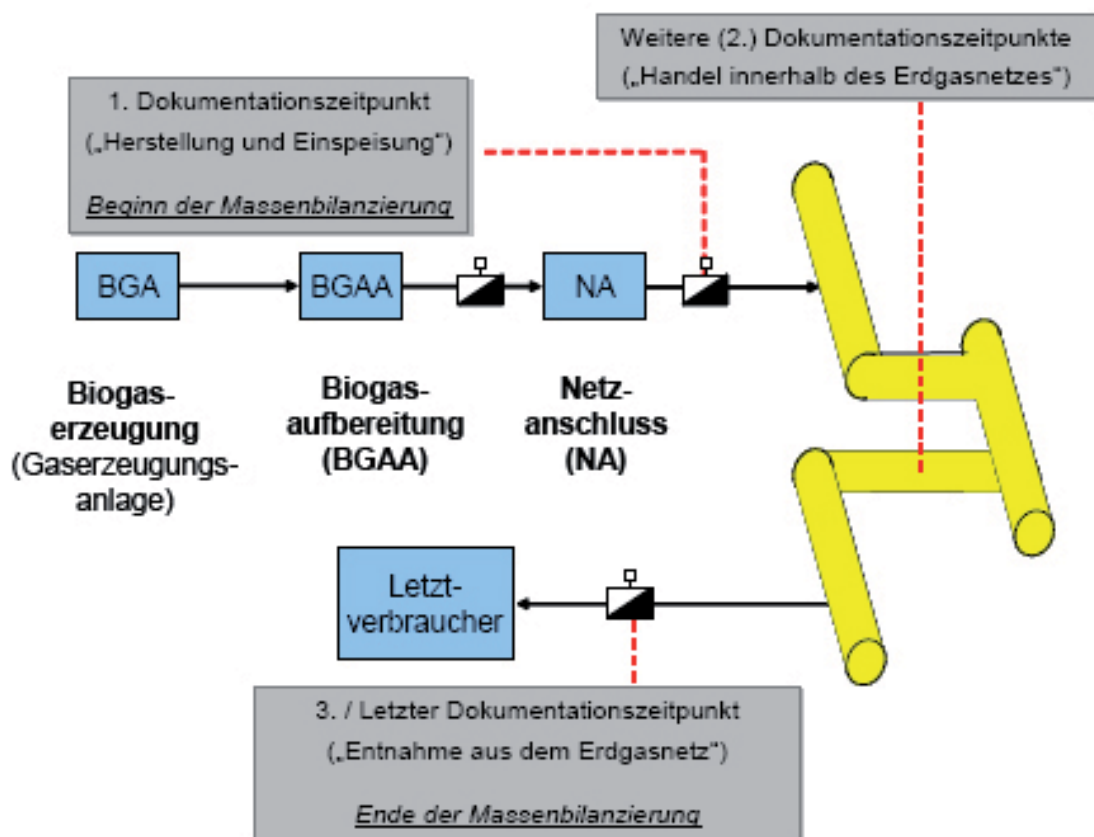 Weitere (2.) Dokumentationszeitpunkte
(„Handel innerhalb des Erdgasnetzes“)
1. Dokumentationszeitpunkt
(„Herstellung und Einspeisung“)
Beginn der Massenbilanzierung
BGA
BGAA
NA
Biogas-
erzeugung
(Gaserzeugungs-
anlage)
Biogas-
aufbereitung
(BGAA)
Netz-
anschluss
(NA)
Letzt-
verbraucher
3. / Letzter Dokumentationszeitpunkt
(„Entnahme aus dem Erdgasnetz“)
Ende der Massenbilanzierung